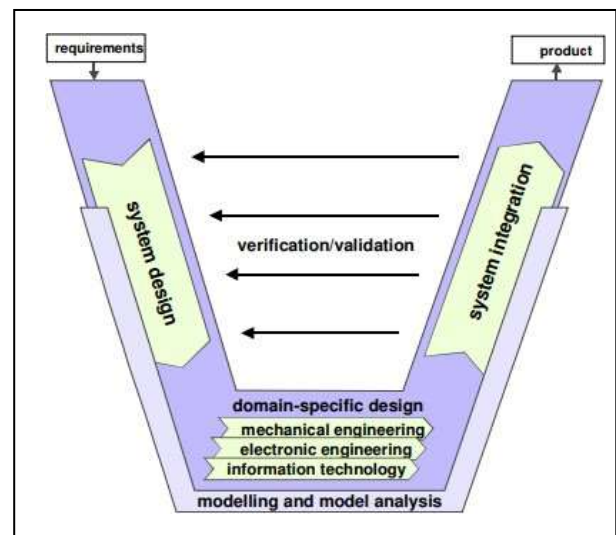 requirements
product
system design
system integration
verification/validation
domain-specific design
mechanical engineering
electronic engineering
information technology
modelling and model analysis